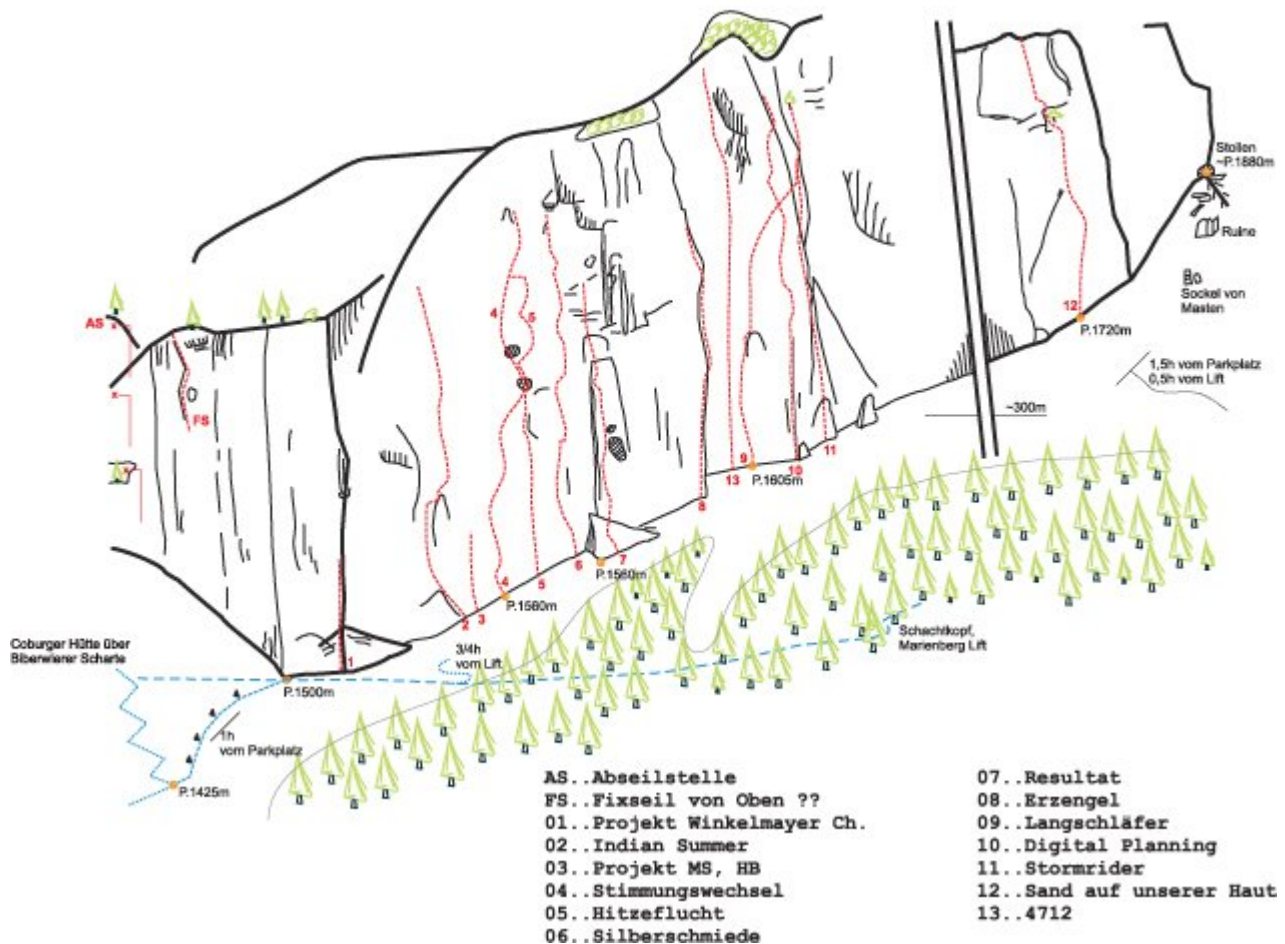 Stollen
~P.1880m
Ruine
Sockel von
Masten
AS
4
5
12
P.1720m
1,5h vom Parkplatz
0,5h vom Lift
FS
x
~300m
11
9
13
10
P.1605m
8
6
7
P.1560m
4
5
P.1560m
3
2
Coburger Hütte über
Biberwierer Scharte
3/4h
vom Lift
Schachtkopf,
Marienberg Lift
1
P.1500m
1h
vom Parkplatz
P.1425m
AS..Abseilstelle
FS..Fixseil von Oben ??
01..Projekt Winkelmayer Ch.
02..Indian Summer
03..Projekt MS, HB
04..Stimmungswechsel
05..Hitzeflucht
06..Silberschmiede
07..Resultat
08..Erzengel
09..Langschläfer
10..Digital Planning
11..Stormrider
12..Sand auf unserer Haut
13..4712